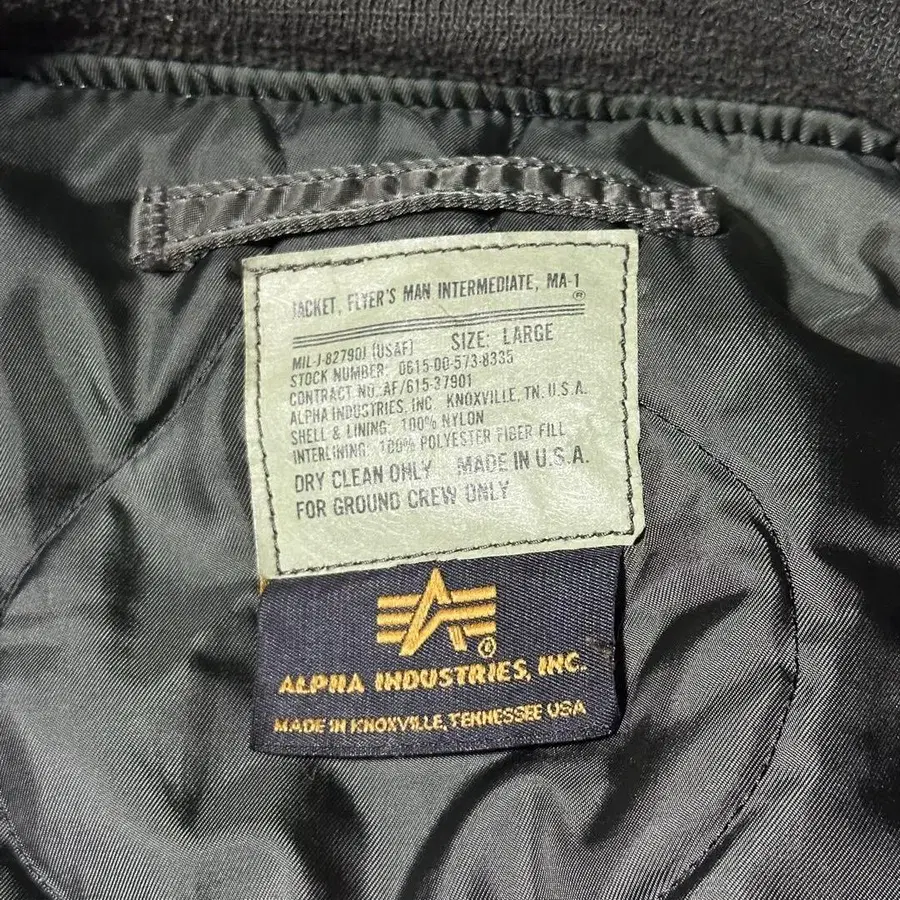 JACKET, FLYER'S MAN INTERMEDIATE, MA-1
®
MIL-J-82790J (USAF) SIZE: LARGE
STOCK NUMBER: 0615-00-573-8335
CONTRACT NO. AF/615-37901
ALPHA INDUSTRIES, INC KNOXVILLE, TN. U.S.A.
SHELL & LINING: 100% NYLON
INTERLINING: 100% POLYESTER FIBER FILL
DRY CLEAN ONLY MADE IN U.S.A.
FOR GROUND CREW ONLY
®
ALPHA INDUSTRIES, INC.
MADE IN KNOXVILLE, TENNESSEE USA